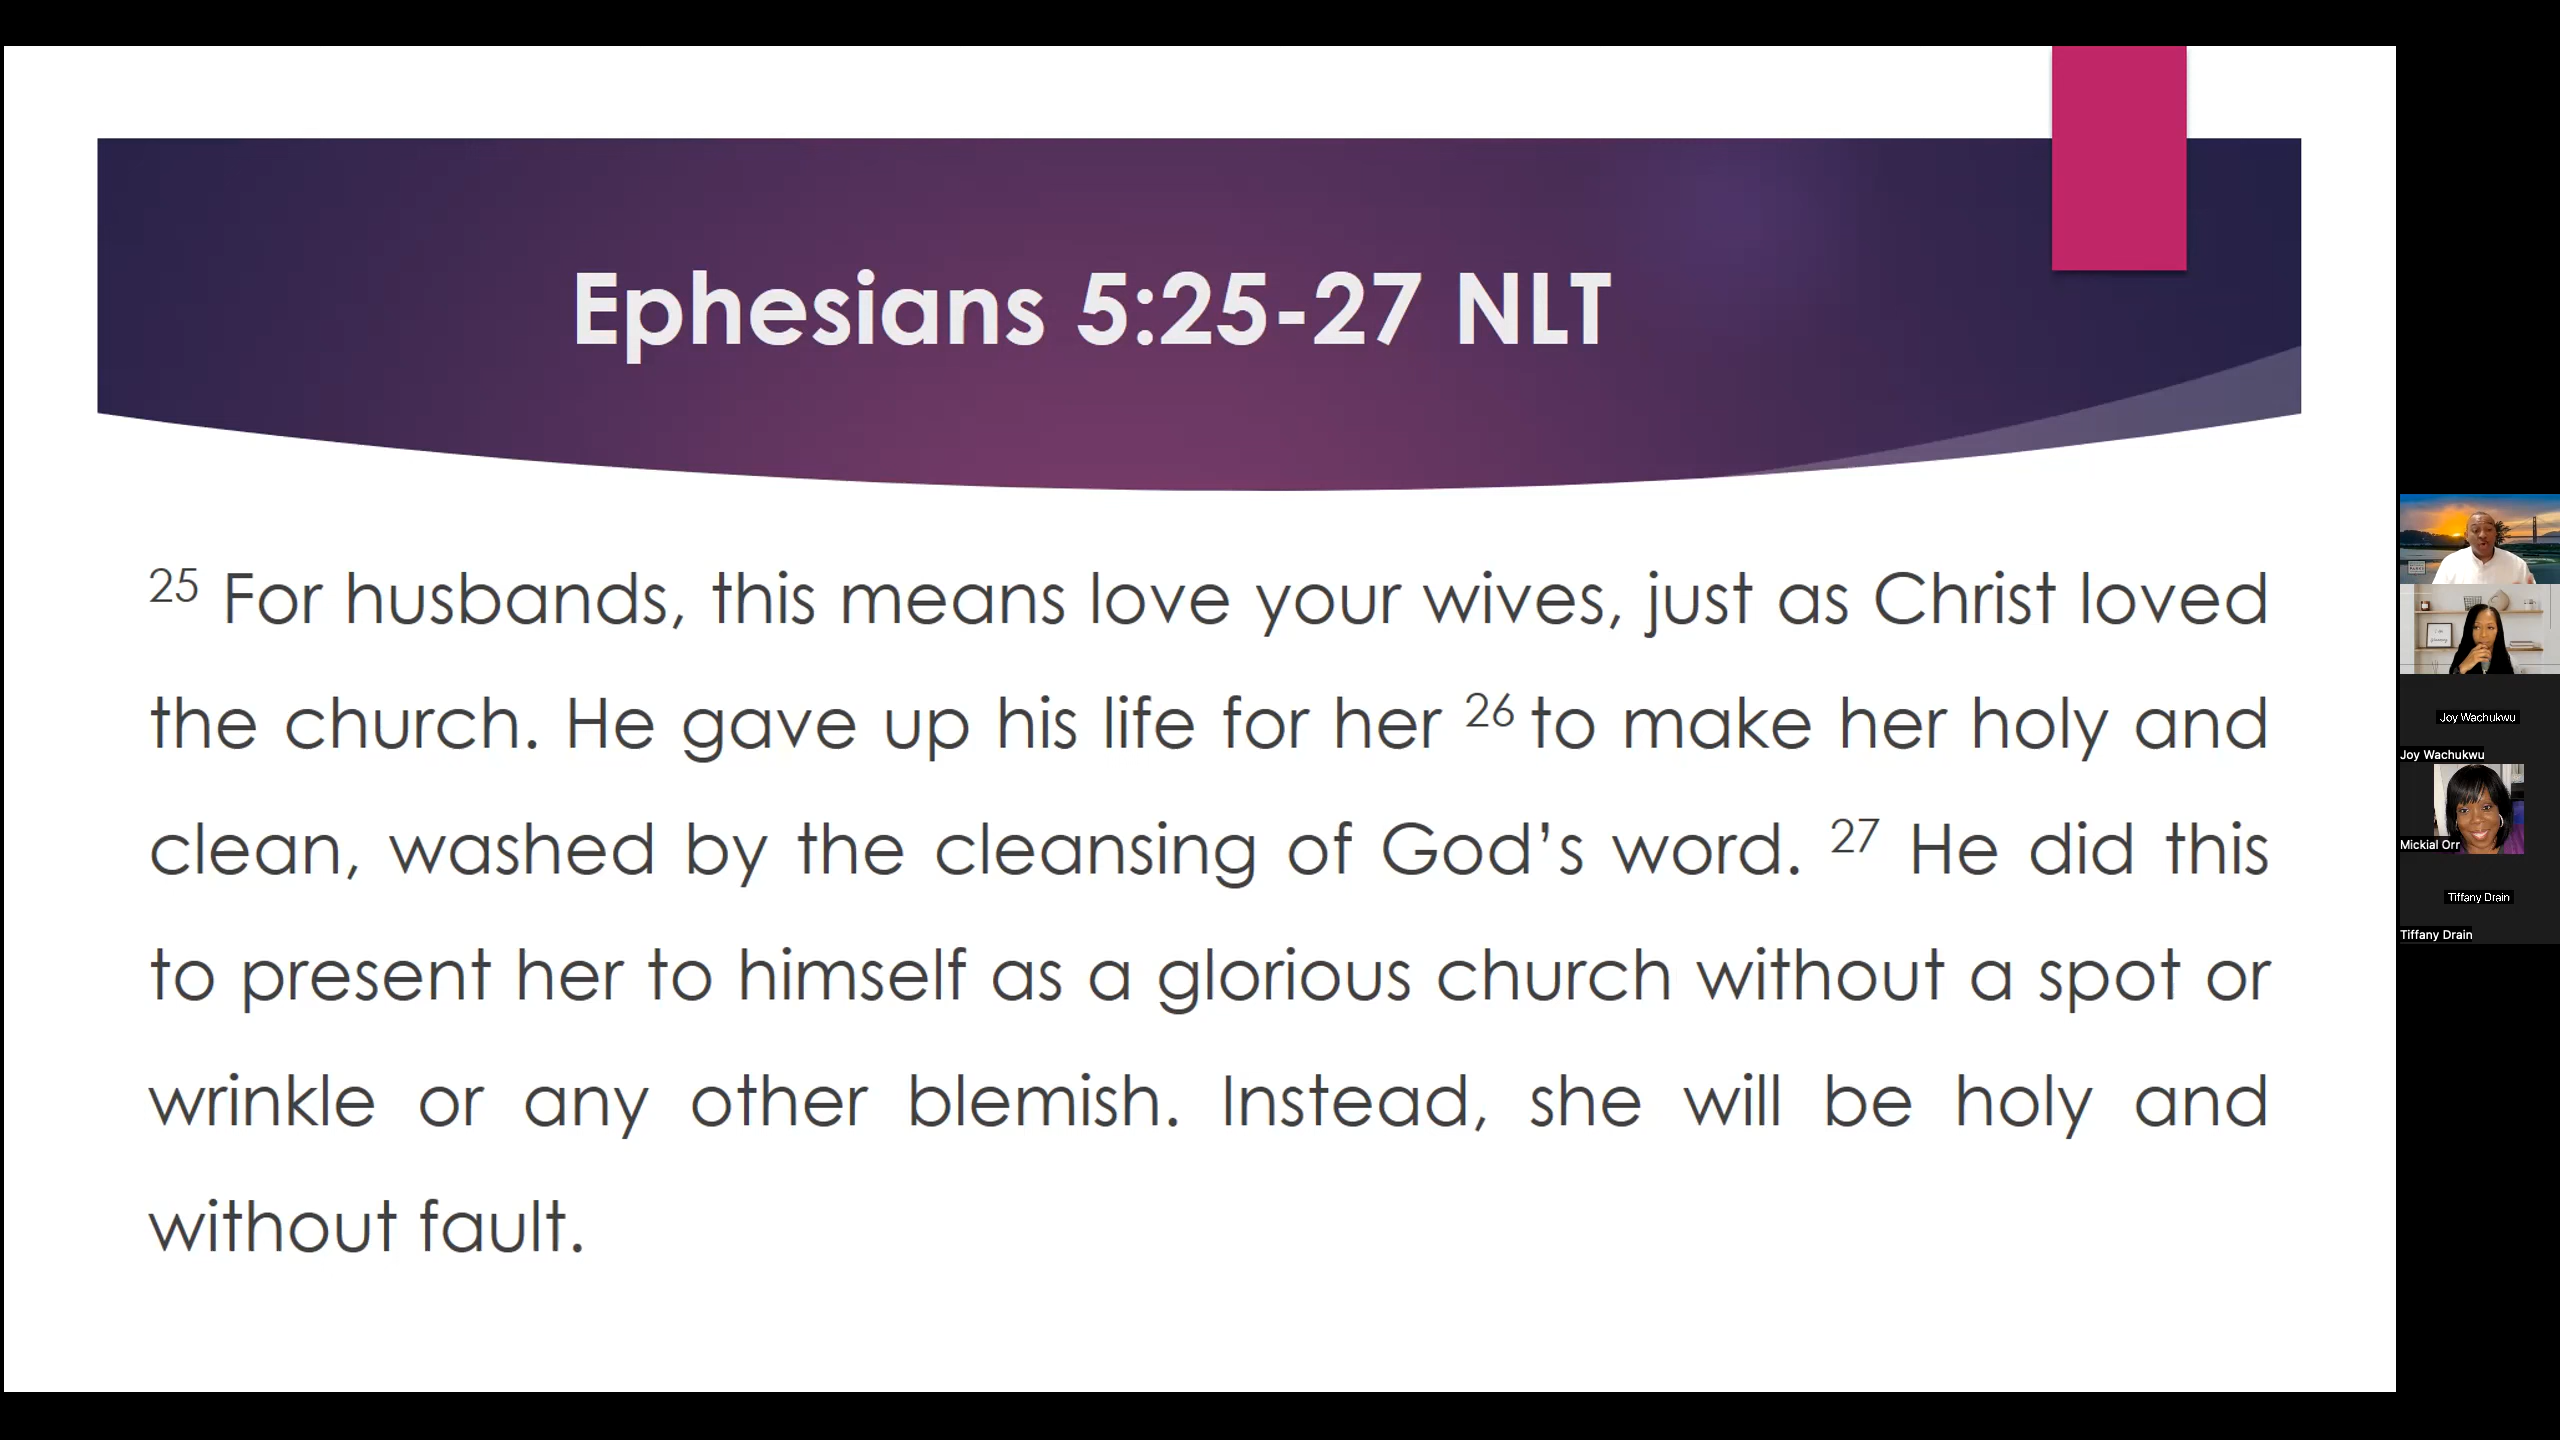 Ephesians 5:25-27 NLT
25 For husbands, this means love your wives, just as Christ loved
the church. He gave up his life for her 26 to make her holy and
clean, washed by the cleansing of God’s word. 27 He did this
to present her to himself as a glorious church without a spot or
wrinkle or any other blemish. Instead, she will be holy and
without fault.
Joy Wachukwu
Joy Wachukwu
Mickial Orr
Tiffany Drain
Tiffany Drain